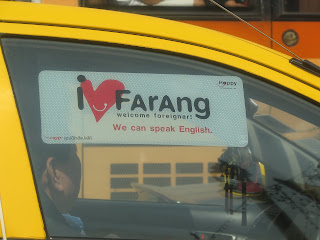 i FARANG
welcome foreigner!
We can speak English.